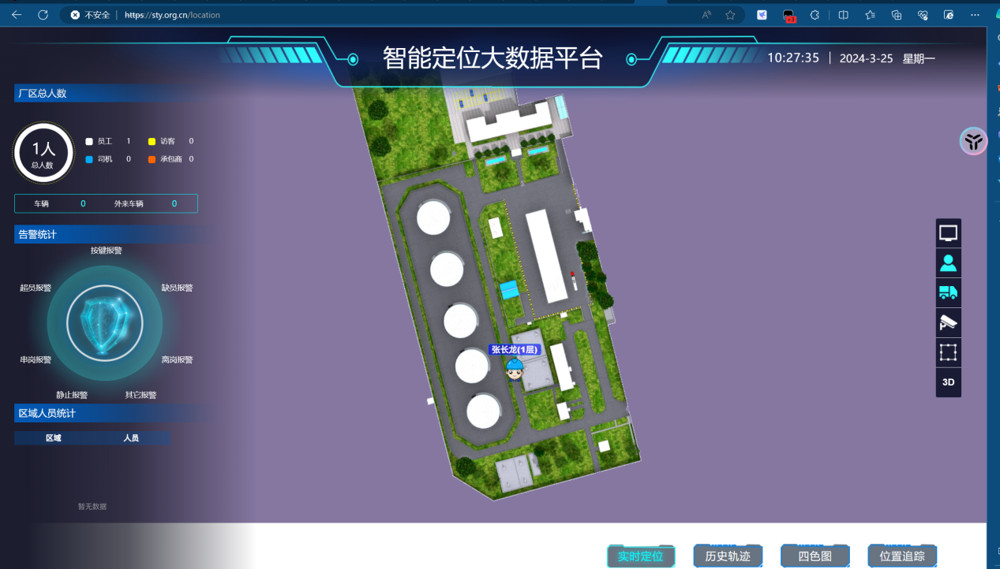 不安全 https://sty.org.cn/location
+3
智能定位大数据平台
10:27:35 2024-3-25 星期一
厂区总人数
1人
总人数
员工 1 访客 0
司机 0 承包商 0
车辆 0 外来车辆 0
告警统计
按键报警
超员报警 缺员报警
串岗报警 离岗报警
静止报警 其它报警
区域人员统计
区域 人员
暂无数据
张长龙(1层)
3D
实时定位 历史轨迹 四色图 位置追踪